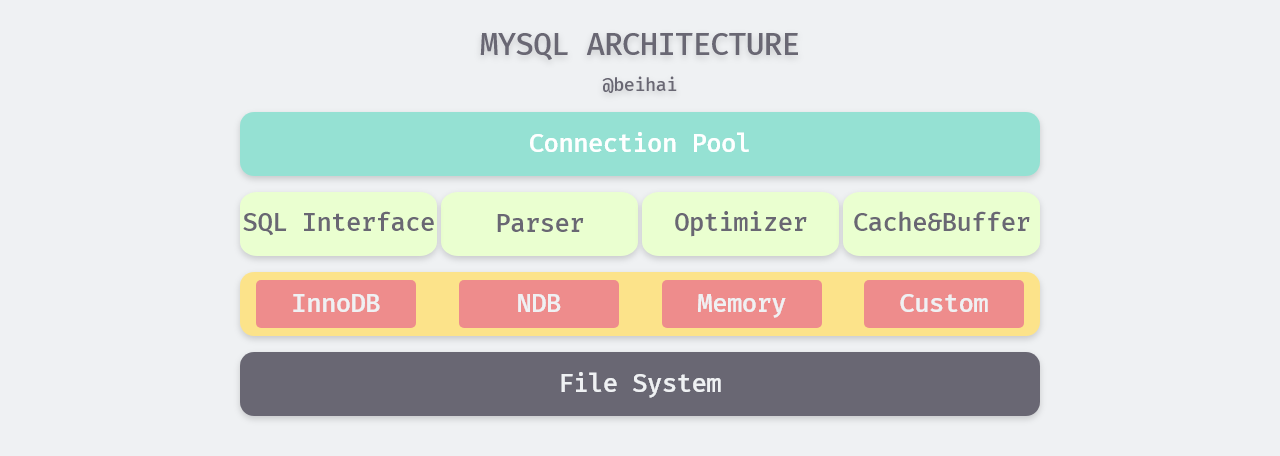 MYSQL ARCHITECTURE
@beihai
Connection Pool
SQL Interface Parser Optimizer Cache&Buffer
InnoDB NDB Memory Custom
File System